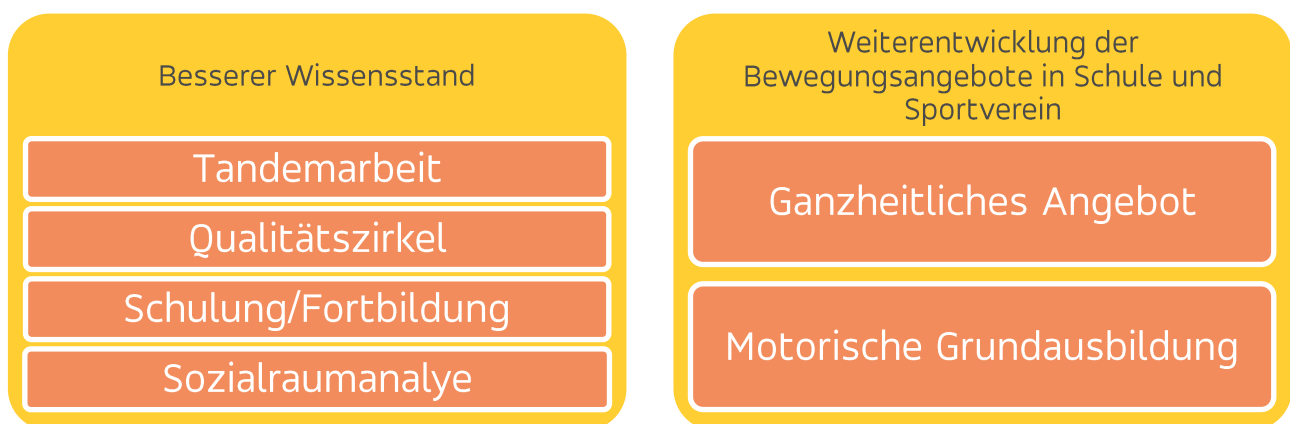 Besserer Wissensstand
Tandemarbeit
Qualitätszirkel
Schulung/Fortbildung
Sozialraumanalye
Weiterentwicklung der
Bewegungsangebote in Schule und
Sportverein
Ganzheitliches Angebot
Motorische Grundausbildung